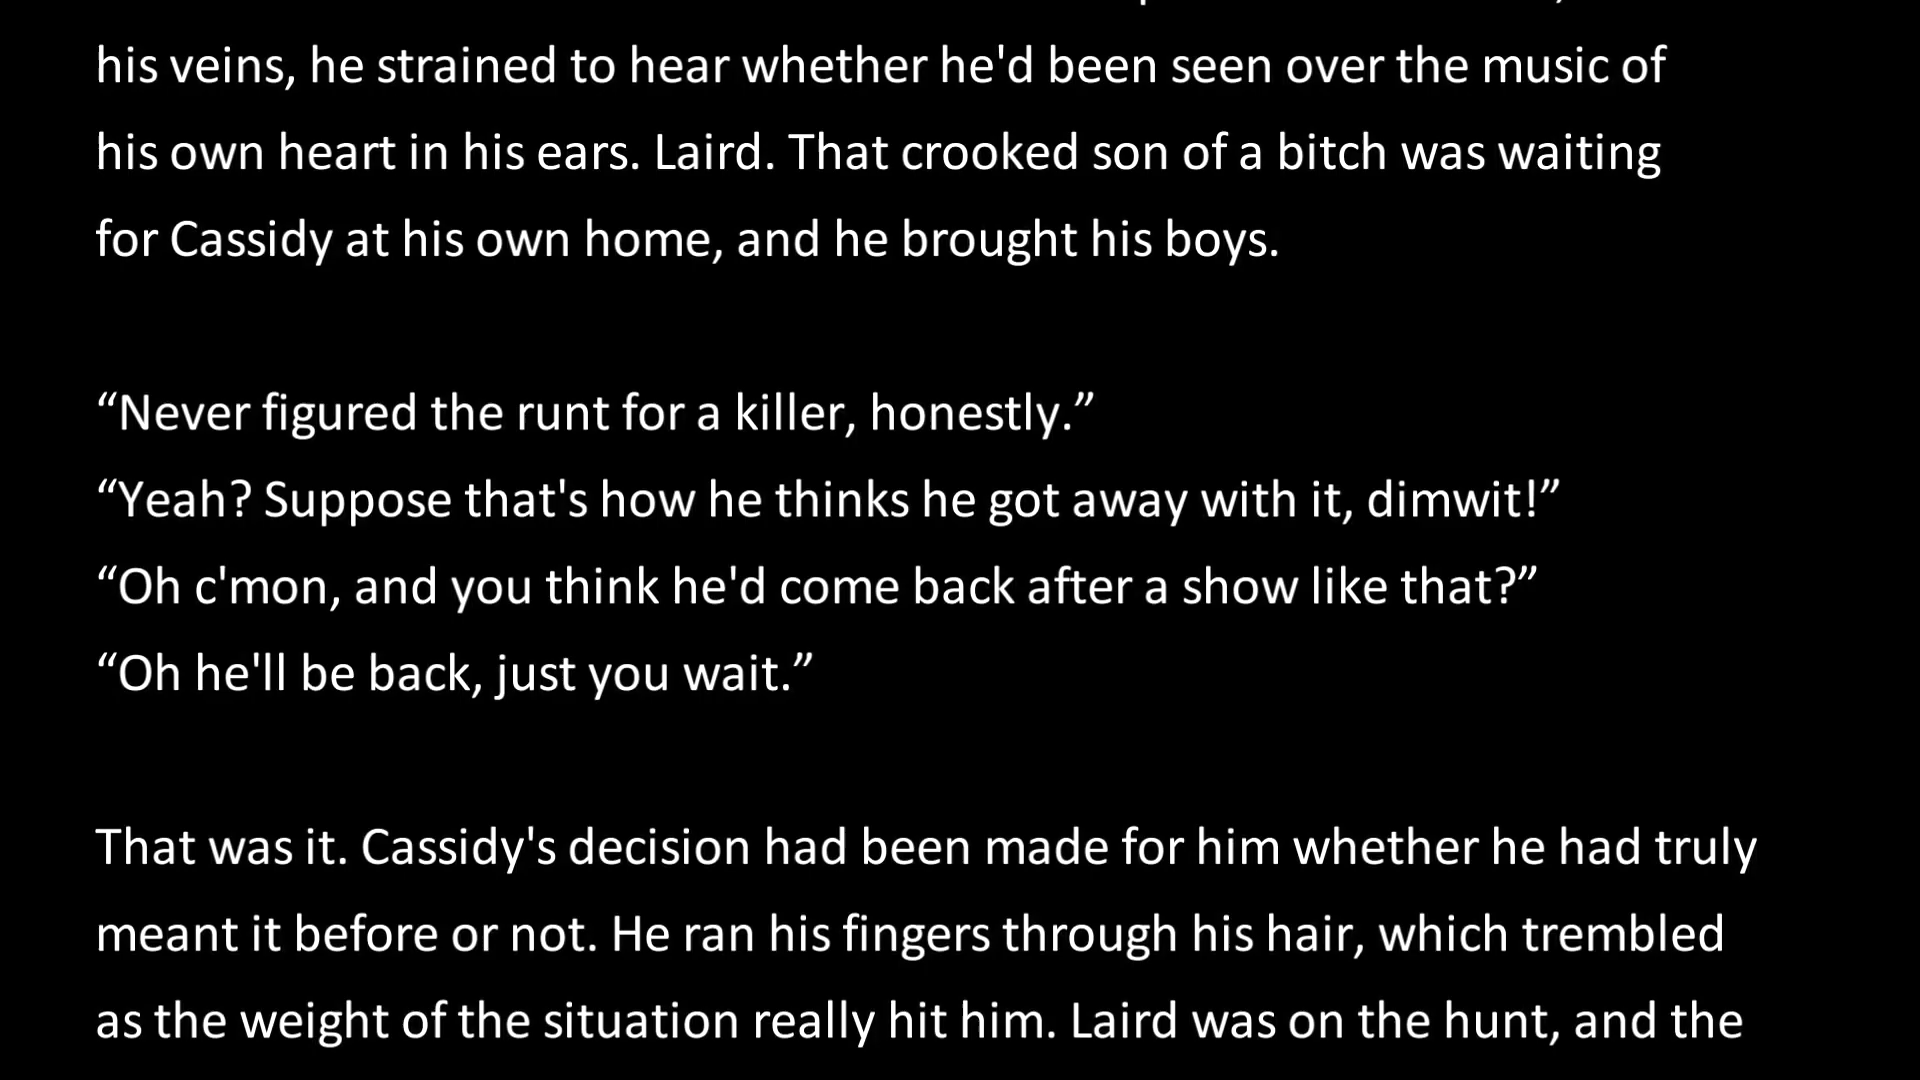 his veins, he strained to hear whether he'd been seen over the music of
his own heart in his ears. Laird. That crooked son of a bitch was waiting
for Cassidy at his own home, and he brought his boys.
“Never figured the runt for a killer, honestly.”
“Yeah? Suppose that's how he thinks he got away with it, dimwit!”
“Oh c'mon, and you think he'd come back after a show like that?”
“Oh he'll be back, just you wait.”
That was it. Cassidy's decision had been made for him whether he had truly
meant it before or not. He ran his fingers through his hair, which trembled
as the weight of the situation really hit him. Laird was on the hunt, and the